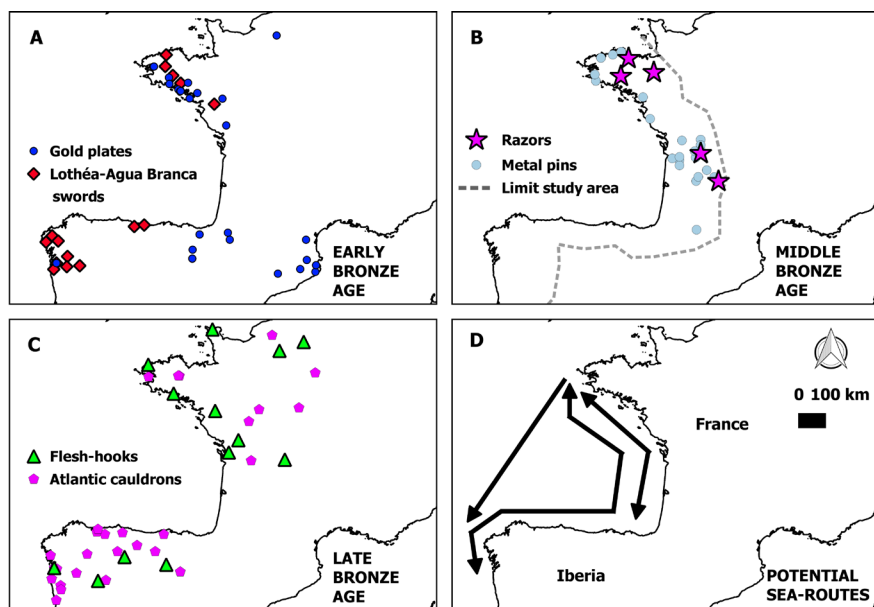 A
Gold plates
Lothéa-Agua Branca
swords
EARLY
BRONZE
AGE
B
Razors
Metal pins
Limit study area
MIDDLE
BRONZE
AGE
C
Flesh-hooks
Atlantic cauldrons
LATE
BRONZE
AGE
D
0 100 km
France
Iberia
POTENTIAL
SEA-ROUTES